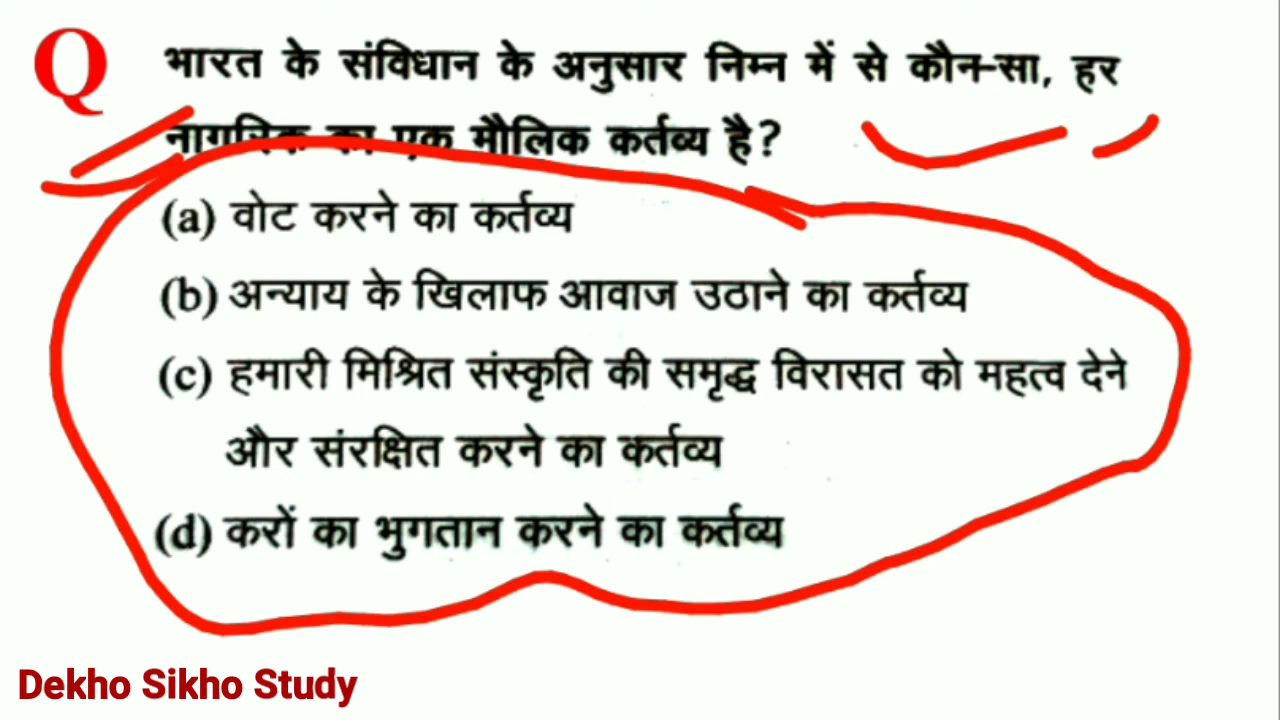 Q भारत के संविधान के अनुसार निम्न में से कौन-सा, हर
नागरिक का एक मौलिक कर्तव्य है?
(a) वोट करने का कर्तव्य
(b) अन्याय के खिलाफ आवाज उठाने का कर्तव्य
(c) हमारी मिश्रित संस्कृति की समृद्ध विरासत को महत्व देने
और संरक्षित करने का कर्तव्य
(d) करों का भुगतान करने का कर्तव्य
Dekho Sikho Study